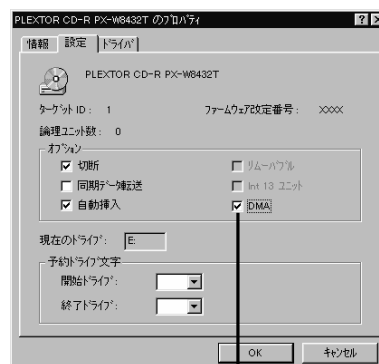 PLEXTOR CD-R PX-W8432T のﾌﾟﾛﾊﾟﾃｨ
情報 設定 ﾄﾞﾗｲﾊﾞ
PLEXTOR CD-R PX-W8432T
ﾀｰｹﾞｯﾄ ID： 1 ﾌｧｰﾑｳｪｱ改定番号： xxxx
論理ﾕﾆｯﾄ数： 0
ｵﾌﾟｼｮﾝ
切断 ﾘﾑｰﾊﾞﾌﾞﾙ
同期ﾃﾞｰﾀ転送 Int 13 ﾕﾆｯﾄ
自動挿入 DMA
現在のﾄﾞﾗｲﾌﾞ： E:
予約ﾄﾞﾗｲﾌﾞ文字
開始ﾄﾞﾗｲﾌﾞ：
終了ﾄﾞﾗｲﾌﾞ：
OK ｷｬﾝｾﾙ